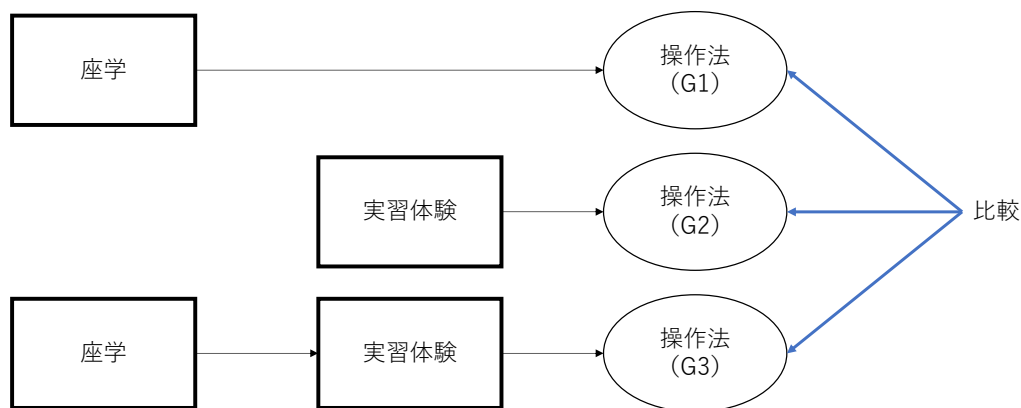 座学
操作法
（G1）
実習体験
操作法
（G2）
比較
座学
実習体験
操作法
（G3）